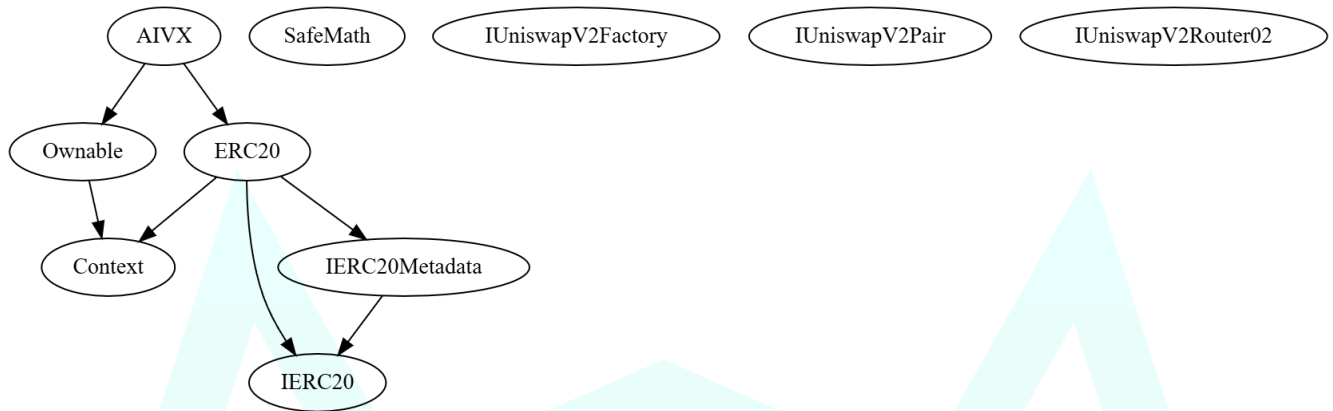 AIVX
SafeMath
IUniswapV2Factory
IUniswapV2Pair
IUniswapV2Router02
Ownable
ERC20
Context
IERC20Metadata
IERC20